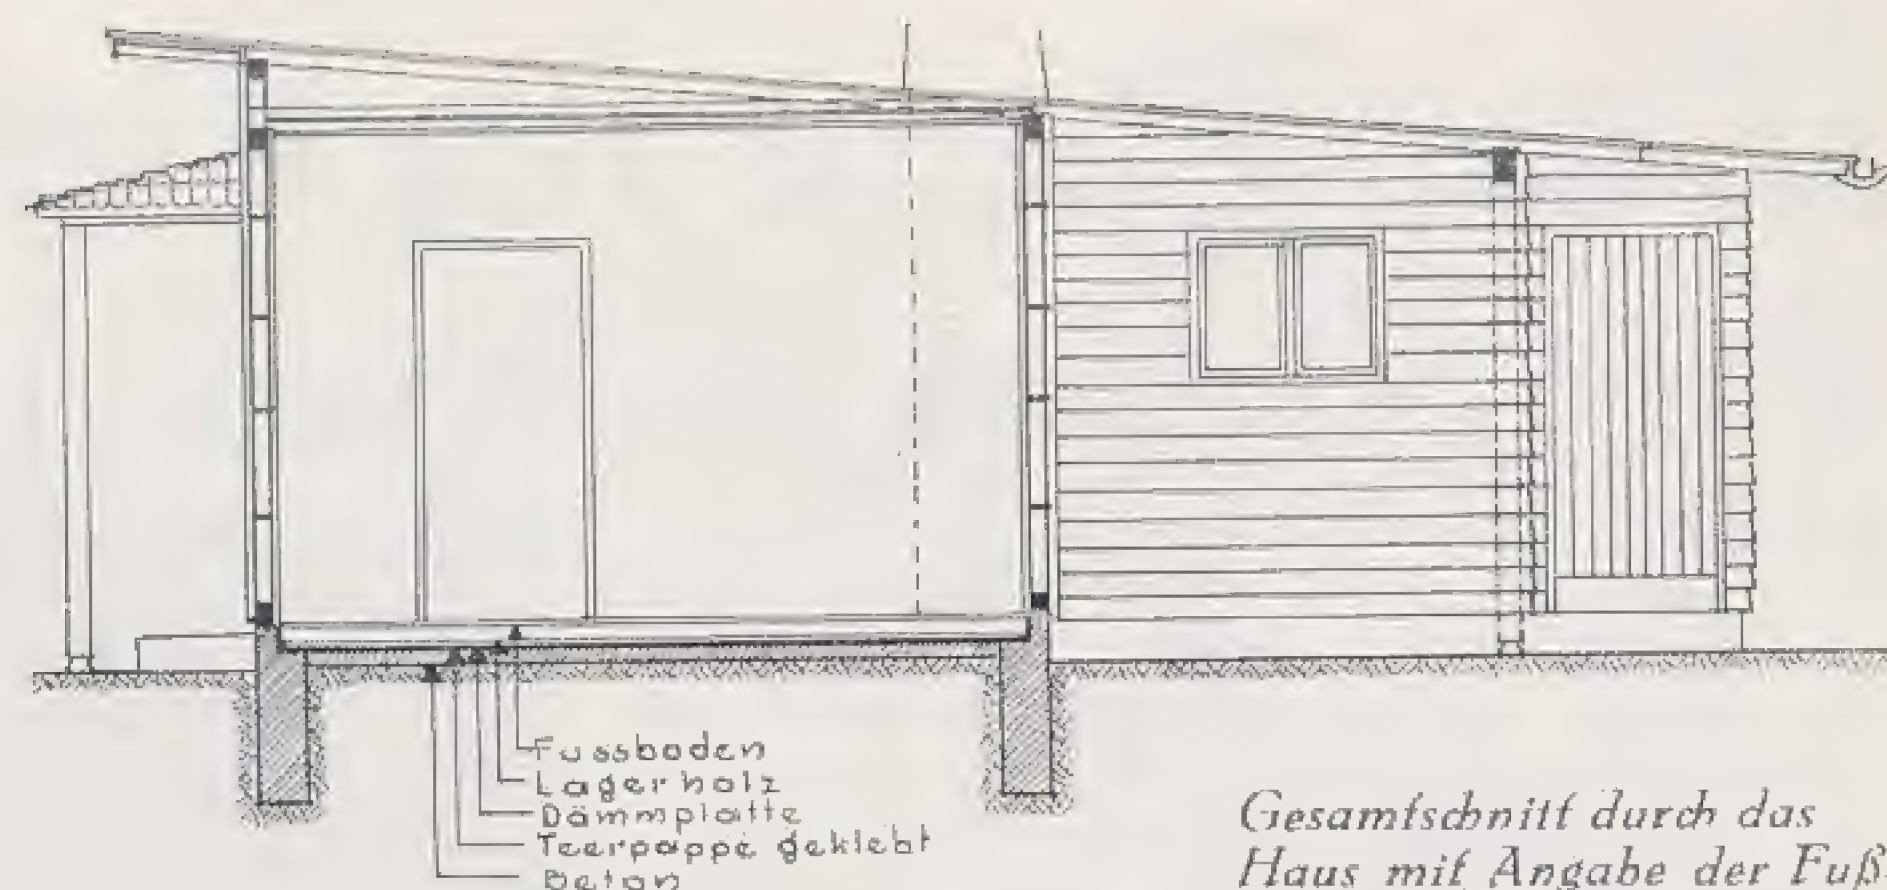 Fussboden
Lagerholz
Dämmplatte
Teerpappe geklebt
Beton
Gesamtschnitt durch das
Haus mit Angabe der Fuß-